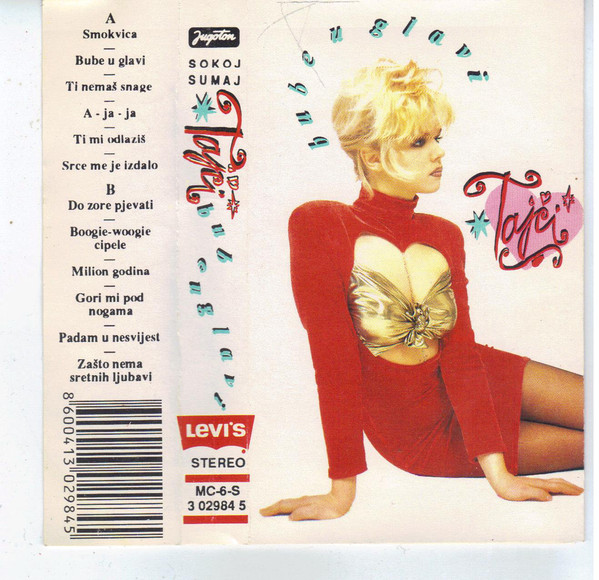 A
Smokvica
Bube u glavi
Ti nemaš snage
A - ja - ja
Ti mi odlaziš
Srce me je izdalo
B
Do zore pjevati
Boogie-woogie
cipele
Milion godina
Gori mi pod
nogama
Padam u nesvijest
Zašto nema
sretnih ljubavi
8600413029845
Jugoton
SOKOJ
SUMAJ
Tajči
bube u glavi
LEVI'S
STEREO
MC-6-S
3 02984 5
bube u glavi
Tajči